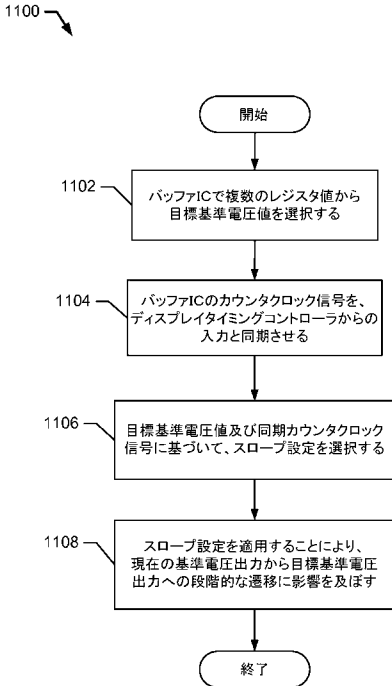 1100
開始
1102
バッファICで複数のレジスタ値から
目標基準電圧値を選択する
1104
バッファICのカウンタクロック信号を、
ディスプレイタイミングコントローラからの
入力と同期させる
1106
目標基準電圧値及び同期カウンタクロック
信号に基づいて、スロープ設定を選択する
1108
スロープ設定を適用することにより、
現在の基準電圧出力から目標基準電圧
出力への段階的な遷移に影響を及ぼす
終了